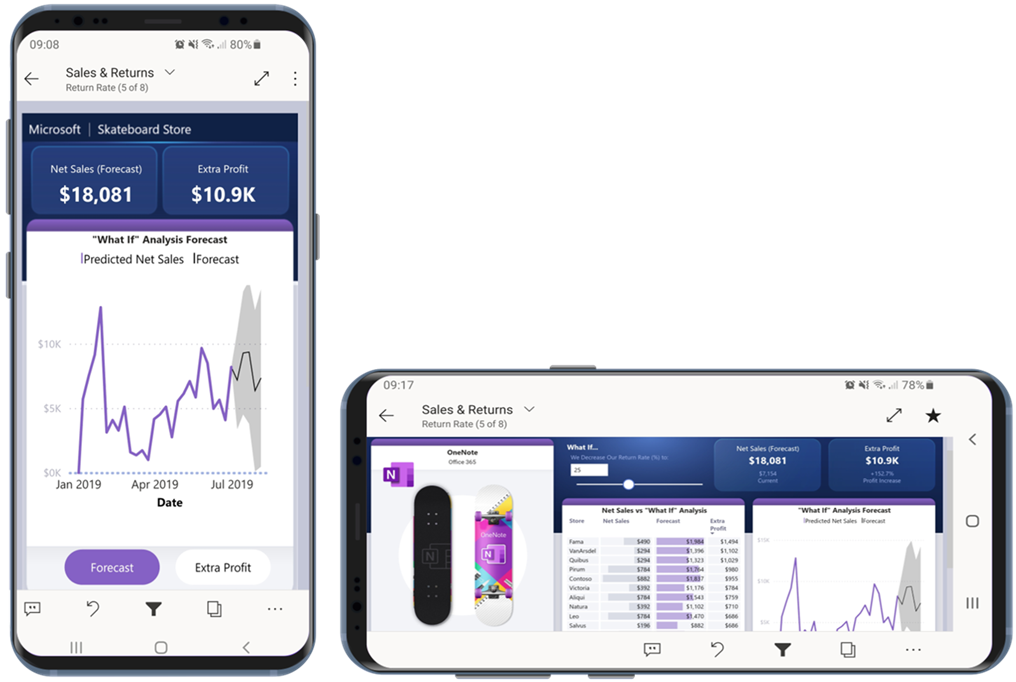 09:08 80%
Sales & Returns
Return Rate (5 of 8)
Microsoft | Skateboard Store
Net Sales (Forecast) Extra Profit
$18,081 $10.9K
"What If" Analysis Forecast
Predicted Net Sales Forecast
$10K
$5K
$0K
Jan 2019 Apr 2019 Jul 2019
Date
Forecast Extra Profit
09:17 78%
Sales & Returns
Return Rate (5 of 8)
OneNote
Office 365
N
What If...
We Decrease Our Return Rate (%) to:
25
Net Sales (Forecast)
$18,081
$7,154
Current
Extra Profit
$10.9K
+152.7%
Profit Increase
N
OneNote
N
Net Sales vs "What If" Analysis
Store Net Sales Forecast Extra Profit
Fama $490 $1,984 $1,494
VanArsdel $294 $1,396 $1,102
Quibus $294 $1,323 $1,029
Pirum $784 $1,764 $980
Contoso $882 $1,837 $955
Victoria $392 $1,176 $784
Aliqui $784 $1,543 $759
Natura $392 $1,102 $710
Leo $784 $1,470 $686
Salvus $196 $882 $686
"What If" Analysis Forecast
Predicted Net Sales Forecast
$15K
$10K
$5K